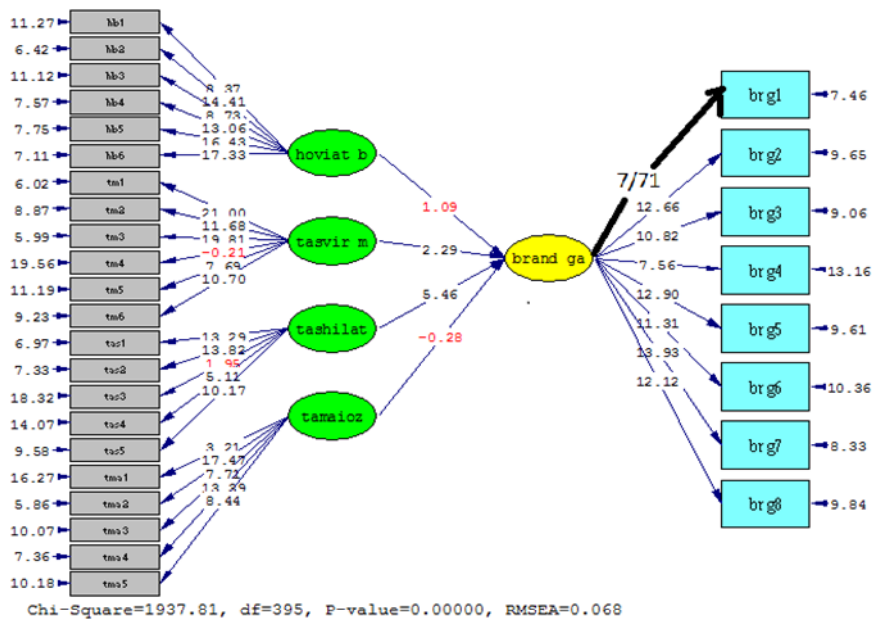 11.27 hb1
6.42 hb2
11.12 hb3
7.57 hb4
7.75 hb5
7.11 hb6
6.02 tm1
8.87 tm2
5.99 tm3
19.56 tm4
11.19 tm5
9.23 tm6
6.97 tas1
7.33 tas2
18.32 tas3
14.07 tas4
9.58 tas5
16.27 tma1
5.86 tma2
10.07 tma3
7.36 tma4
10.18 tma5
14.41
8.73
13.06
16.43
17.33
21.00
11.68
19.81
-0.21
7.69
10.70
13.29
13.82
1.95
5.11
10.17
17.47
7.71
8.44
hoviat b
tasvir m
tashilat
tamaioz
1.09
2.29
5.46
-0.28
brand ga
7/71
12.66
10.82
7.56
12.90
11.31
13.93
12.12
brg1 7.46
brg2 9.65
brg3 9.06
brg4 13.16
brg5 9.61
brg6 10.36
brg7 8.33
brg8 9.84
Chi-Square=1937.81, df=395, P-value=0.00000, RMSEA=0.068